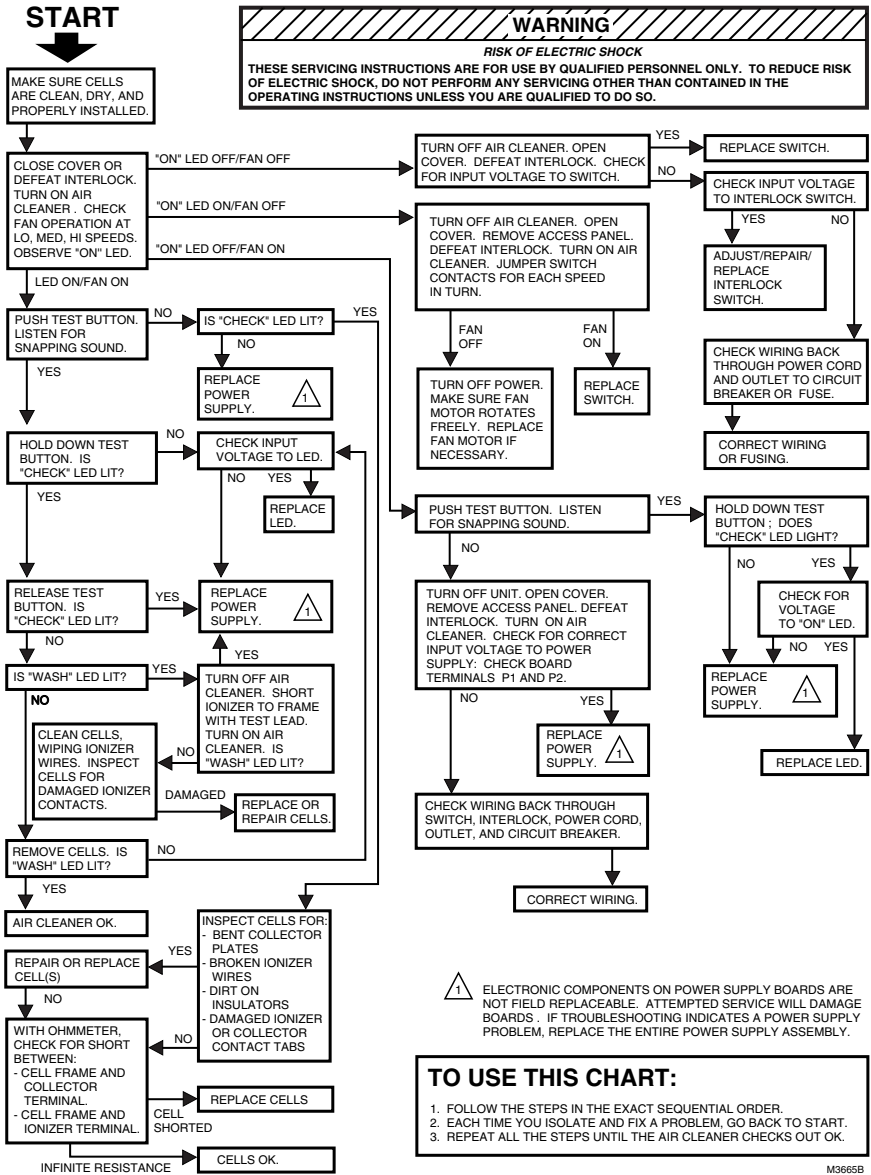 START
WARNING
RISK OF ELECTRIC SHOCK
THESE SERVICING INSTRUCTIONS ARE FOR USE BY QUALIFIED PERSONNEL ONLY. TO REDUCE RISK
OF ELECTRIC SHOCK, DO NOT PERFORM ANY SERVICING OTHER THAN CONTAINED IN THE
OPERATING INSTRUCTIONS UNLESS YOU ARE QUALIFIED TO DO SO.
MAKE SURE CELLS
ARE CLEAN, DRY, AND
PROPERLY INSTALLED.
CLOSE COVER OR
DEFEAT INTERLOCK.
TURN ON AIR
CLEANER . CHECK
FAN OPERATION AT
LO, MED, HI SPEEDS.
OBSERVE "ON" LED.
"ON" LED OFF/FAN OFF
"ON" LED ON/FAN OFF
"ON" LED OFF/FAN ON
LED ON/FAN ON
TURN OFF AIR CLEANER. OPEN
COVER. DEFEAT INTERLOCK. CHECK
FOR INPUT VOLTAGE TO SWITCH.
YES
REPLACE SWITCH.
NO
CHECK INPUT VOLTAGE
TO INTERLOCK SWITCH.
YES
NO
ADJUST/REPAIR/
REPLACE
INTERLOCK
SWITCH.
CHECK WIRING BACK
THROUGH POWER CORD
AND OUTLET TO CIRCUIT
BREAKER OR FUSE.
CORRECT WIRING
OR FUSING.
TURN OFF AIR CLEANER. OPEN
COVER. REMOVE ACCESS PANEL.
DEFEAT INTERLOCK. TURN ON AIR
CLEANER. JUMPER SWITCH
CONTACTS FOR EACH SPEED
IN TURN.
FAN
OFF
FAN
ON
TURN OFF POWER.
MAKE SURE FAN
MOTOR ROTATES
FREELY. REPLACE
FAN MOTOR IF
NECESSARY.
REPLACE
SWITCH.
PUSH TEST BUTTON.
LISTEN FOR
SNAPPING SOUND.
NO
IS "CHECK" LED LIT?
YES
NO
REPLACE
POWER
SUPPLY.
1
YES
HOLD DOWN TEST
BUTTON. IS
"CHECK" LED LIT?
NO
CHECK INPUT
VOLTAGE TO LED.
NO
YES
REPLACE
LED.
YES
RELEASE TEST
BUTTON. IS
"CHECK" LED LIT?
YES
REPLACE
POWER
SUPPLY.
1
NO
YES
IS "WASH" LED LIT?
YES
TURN OFF AIR
CLEANER. SHORT
IONIZER TO FRAME
WITH TEST LEAD.
TURN ON AIR
CLEANER. IS
"WASH" LED LIT?
NO
NO
CLEAN CELLS,
WIPING IONIZER
WIRES. INSPECT
CELLS FOR
DAMAGED IONIZER
CONTACTS.
DAMAGED
REPLACE OR
REPAIR CELLS.
REMOVE CELLS. IS
"WASH" LED LIT?
NO
YES
AIR CLEANER OK.
PUSH TEST BUTTON. LISTEN
FOR SNAPPING SOUND.
YES
HOLD DOWN TEST
BUTTON ; DOES
"CHECK" LED LIGHT?
NO
YES
CHECK FOR
VOLTAGE
TO "ON" LED.
NO
YES
REPLACE
POWER
SUPPLY.
1
REPLACE LED.
NO
TURN OFF UNIT. OPEN COVER.
REMOVE ACCESS PANEL. DEFEAT
INTERLOCK. TURN ON AIR
CLEANER. CHECK FOR CORRECT
INPUT VOLTAGE TO POWER
SUPPLY: CHECK BOARD
TERMINALS P1 AND P2.
NO
YES
REPLACE
POWER
SUPPLY.
1
CHECK WIRING BACK THROUGH
SWITCH, INTERLOCK, POWER CORD,
OUTLET, AND CIRCUIT BREAKER.
CORRECT WIRING.
INSPECT CELLS FOR:
- BENT COLLECTOR
PLATES
- BROKEN IONIZER
WIRES
- DIRT ON
INSULATORS
- DAMAGED IONIZER
OR COLLECTOR
CONTACT TABS
YES
REPAIR OR REPLACE
CELL(S)
NO
NO
WITH OHMMETER,
CHECK FOR SHORT
BETWEEN:
- CELL FRAME AND
COLLECTOR
TERMINAL.
- CELL FRAME AND
IONIZER TERMINAL.
CELL
SHORTED
REPLACE CELLS
INFINITE RESISTANCE
CELLS OK.
1
ELECTRONIC COMPONENTS ON POWER SUPPLY BOARDS ARE
NOT FIELD REPLACEABLE. ATTEMPTED SERVICE WILL DAMAGE
BOARDS . IF TROUBLESHOOTING INDICATES A POWER SUPPLY
PROBLEM, REPLACE THE ENTIRE POWER SUPPLY ASSEMBLY.
TO USE THIS CHART:
1. FOLLOW THE STEPS IN THE EXACT SEQUENTIAL ORDER.
2. EACH TIME YOU ISOLATE AND FIX A PROBLEM, GO BACK TO START.
3. REPEAT ALL THE STEPS UNTIL THE AIR CLEANER CHECKS OUT OK.
M3665B